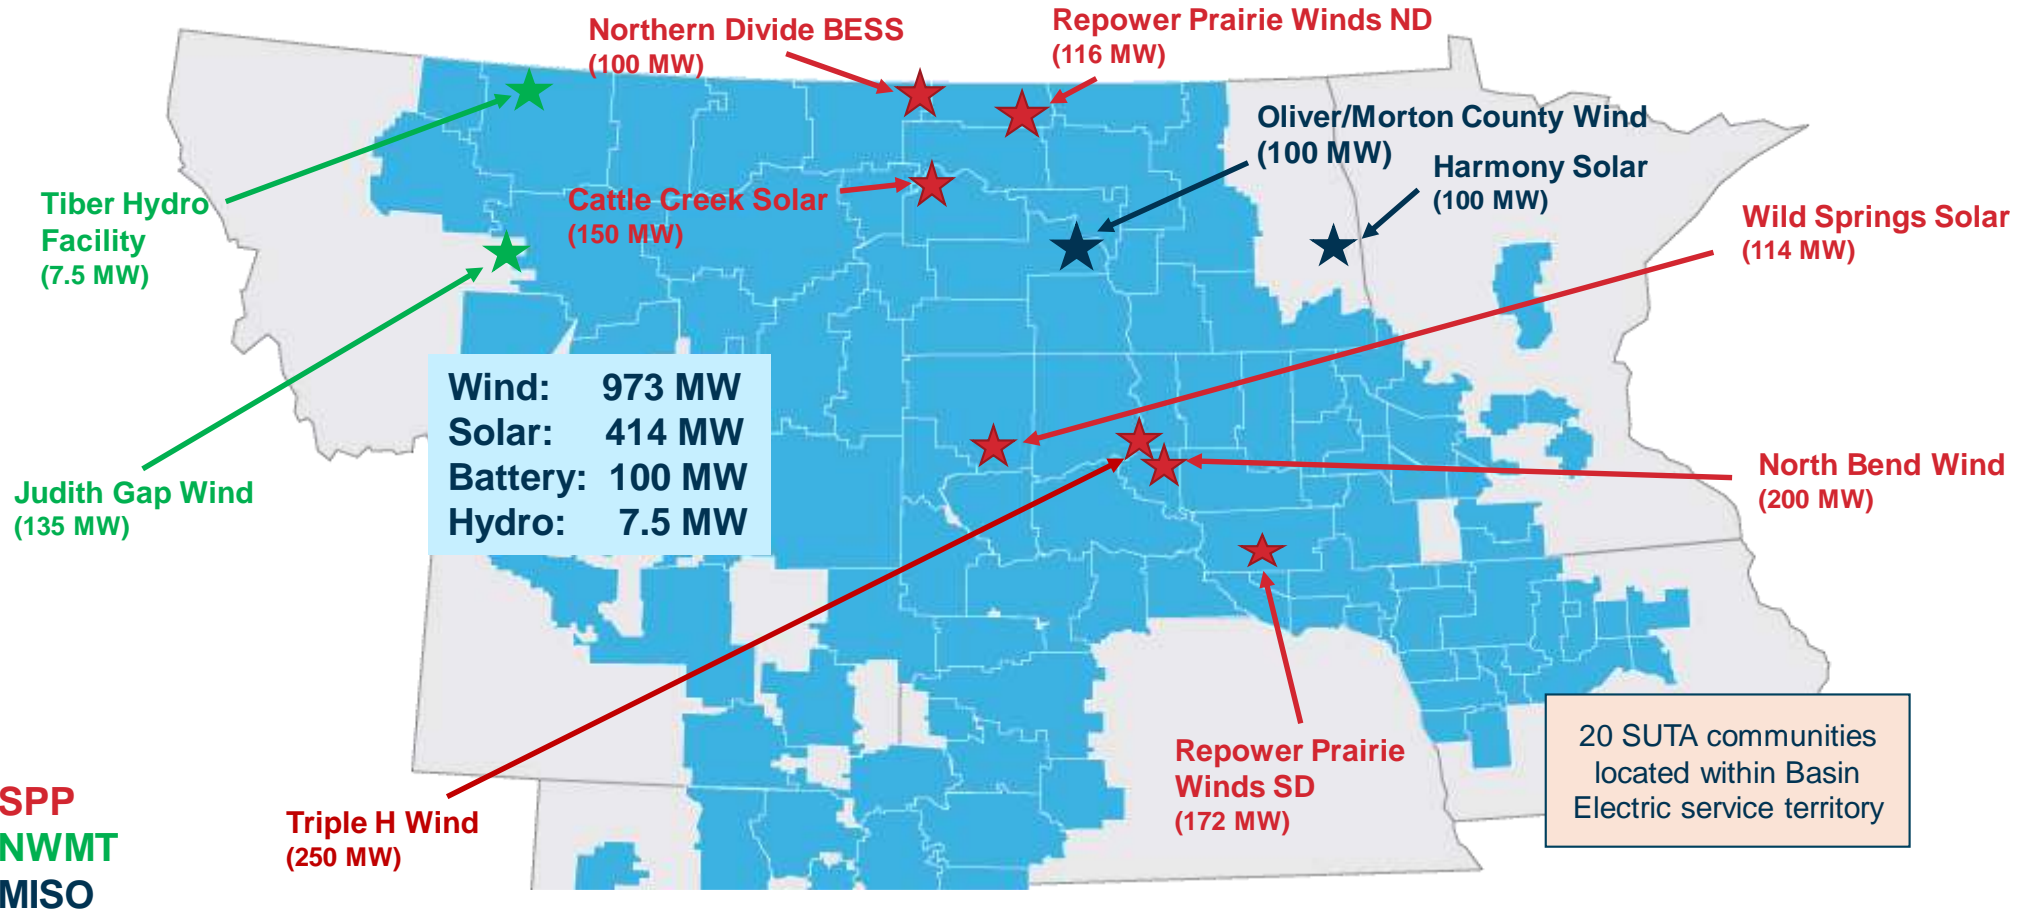 Northern Divide BESS
(100 MW)
Repower Prairie Winds ND
(116 MW)
Oliver/Morton County Wind
(100 MW)
Harmony Solar
(100 MW)
Tiber Hydro
Facility
(7.5 MW)
Cattle Creek Solar
(150 MW)
Wild Springs Solar
(114 MW)
Wind: 973 MW
Solar: 414 MW
Battery: 100 MW
Hydro: 7.5 MW
Judith Gap Wind
(135 MW)
North Bend Wind
(200 MW)
Repower Prairie
Winds SD
(172 MW)
20 SUTA communities
located within Basin
Electric service territory
Triple H Wind
(250 MW)
SPP
NWMT
MISO